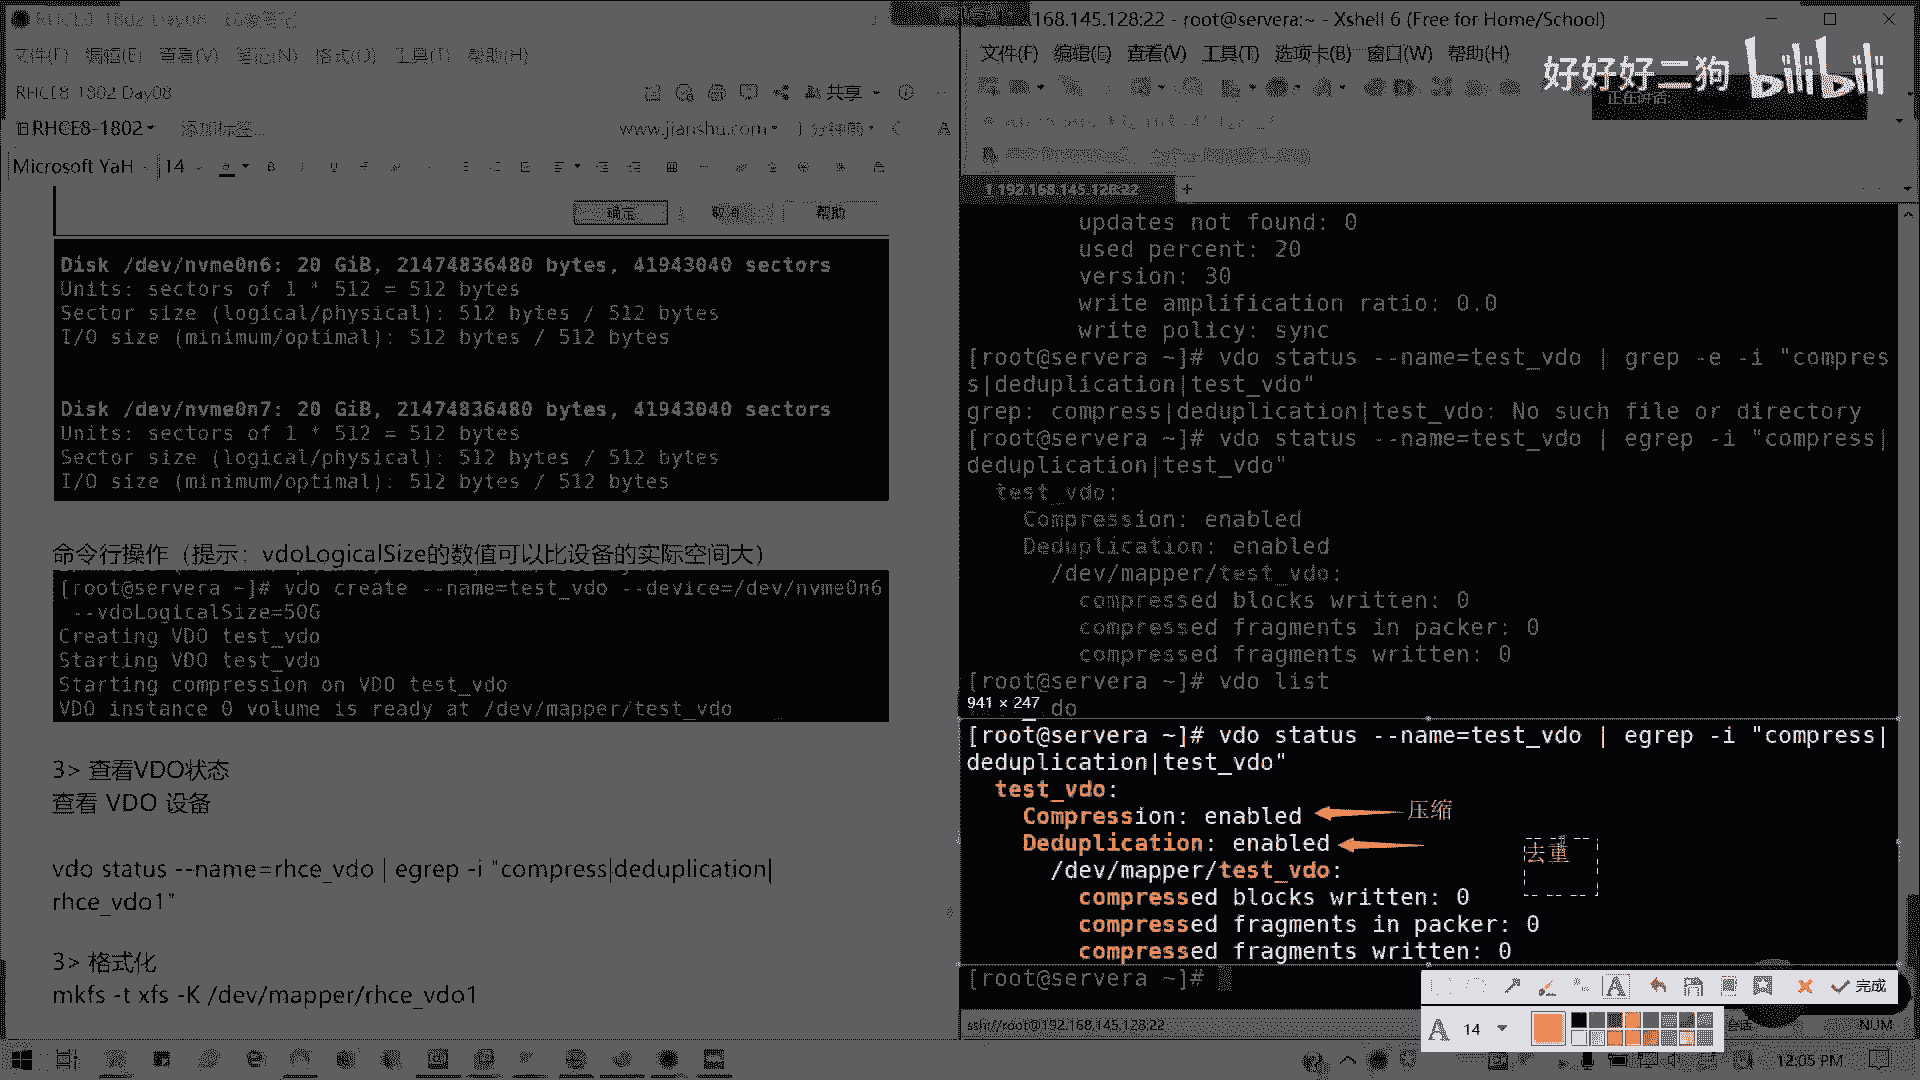 RHCE8-1802 Day08
文件(F) 编辑(E) 查看(V) 笔记(N) 格式(O) 工具(T) 帮助(H)
RHCE8-1802 Day08
共享
RHCE8-1802
添加标签...
www.jianshu.com
1 分钟前
Microsoft YaH
14
确定
取消
帮助
Disk /dev/nvme0n6: 20 GiB, 21474836480 bytes, 41943040 sectors
Units: sectors of 1 * 512 = 512 bytes
Sector size (logical/physical): 512 bytes / 512 bytes
I/O size (minimum/optimal): 512 bytes / 512 bytes
Disk /dev/nvme0n7: 20 GiB, 21474836480 bytes, 41943040 sectors
Units: sectors of 1 * 512 = 512 bytes
Sector size (logical/physical): 512 bytes / 512 bytes
I/O size (minimum/optimal): 512 bytes / 512 bytes
命令行操作（提示：vdoLogicalSize的数值可以比设备的实际空间大）
[root@servera ~]# vdo create --name=test_vdo --device=/dev/nvme0n6
--vdoLogicalSize=50G
Creating VDO test_vdo
Starting VDO test_vdo
Starting compression on VDO test_vdo
VDO instance 0 volume is ready at /dev/mapper/test_vdo
3> 查看VDO状态
查看 VDO 设备
vdo status --name=rhce_vdo | egrep -i "compress|deduplication|
rhce_vdo1"
3> 格式化
mkfs -t xfs -K /dev/mapper/rhce_vdo1
.168.145.128:22 - root@servera:~ - Xshell 6 (Free for Home/School)
文件(F) 编辑(E) 查看(V) 工具(T) 选项卡(B) 窗口(W) 帮助(H)
好好好二狗 bilibili
正在讲话:
1 192.168.145.128:22
+
updates not found: 0
used percent: 20
version: 30
write amplification ratio: 0.0
write policy: sync
[root@servera ~]# vdo status --name=test_vdo | grep -e -i "compres
s|deduplication|test_vdo"
grep: compress|deduplication|test_vdo: No such file or directory
[root@servera ~]# vdo status --name=test_vdo | egrep -i "compress|
deduplication|test_vdo"
test_vdo:
Compression: enabled
Deduplication: enabled
/dev/mapper/test_vdo:
compressed blocks written: 0
compressed fragments in packer: 0
compressed fragments written: 0
[root@servera ~]# vdo list
941 × 247
do
[root@servera ~]# vdo status --name=test_vdo | egrep -i "compress|
deduplication|test_vdo"
test_vdo:
Compression: enabled
压缩
Deduplication: enabled
去重
/dev/mapper/test_vdo:
compressed blocks written: 0
compressed fragments in packer: 0
compressed fragments written: 0
[root@servera ~]#
完成
A 14
ssh://root@192.168.145.128:22
会话
NUM
12:05 PM